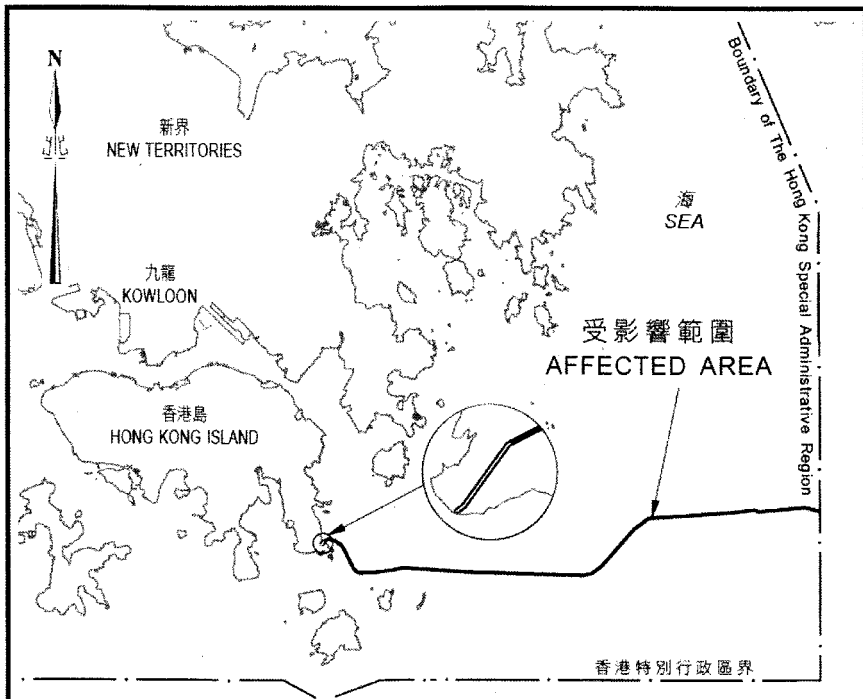 N
新界
NEW TERRITORIES
九龍
KOWLOON
香港島
HONG KONG ISLAND
海
SEA
受影響範圍
AFFECTED AREA
Boundary of The Hong Kong Special Administrative Region
香港特別行政區界